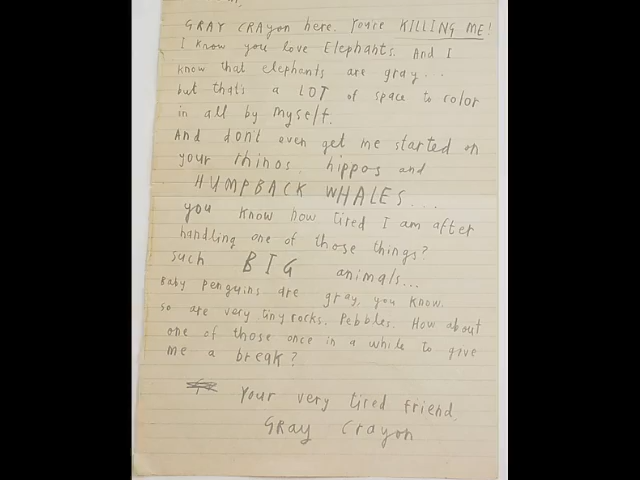 GRAY CRAYon here. You're KILLING ME!
I know you love Elephants. And I
know that elephants are gray..
but that's a LOT of space to color
in all by myself.
And don't even get me started on
your rhinos, hippos and
HUMPBACK WHALES...
you know how tired I am after
handling one of those things?
such BIG animals...
Baby penguins are gray, you know.
so are very tiny rocks. Pebbles. How about
one of those once in a while to give
me a break?
Your very tired friend,
GRay Crayon